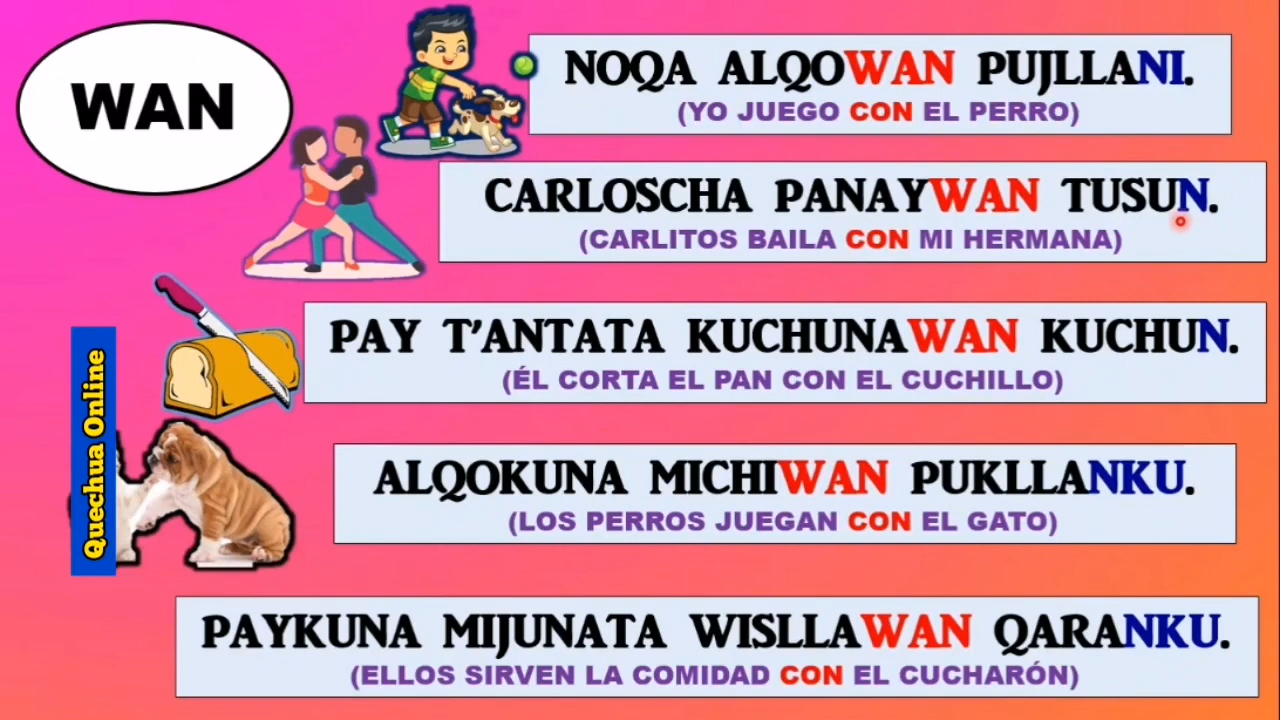 WAN
NOQA ALQOWAN PUJLLANI.
(YO JUEGO CON EL PERRO)
CARLOSCHA PANAYWAN TUSUN.
(CARLITOS BAILA CON MI HERMANA)
PAY T'ANTATA KUCHUNAWAN KUCHUN.
(ÉL CORTA EL PAN CON EL CUCHILLO)
Quechua Online
ALQOKUNA MICHIWAN PUKLLANKU.
(LOS PERROS JUEGAN CON EL GATO)
PAYKUNA MIJUNATA WISLLAWAN QARANKU.
(ELLOS SIRVEN LA COMIDAD CON EL CUCHARÓN)